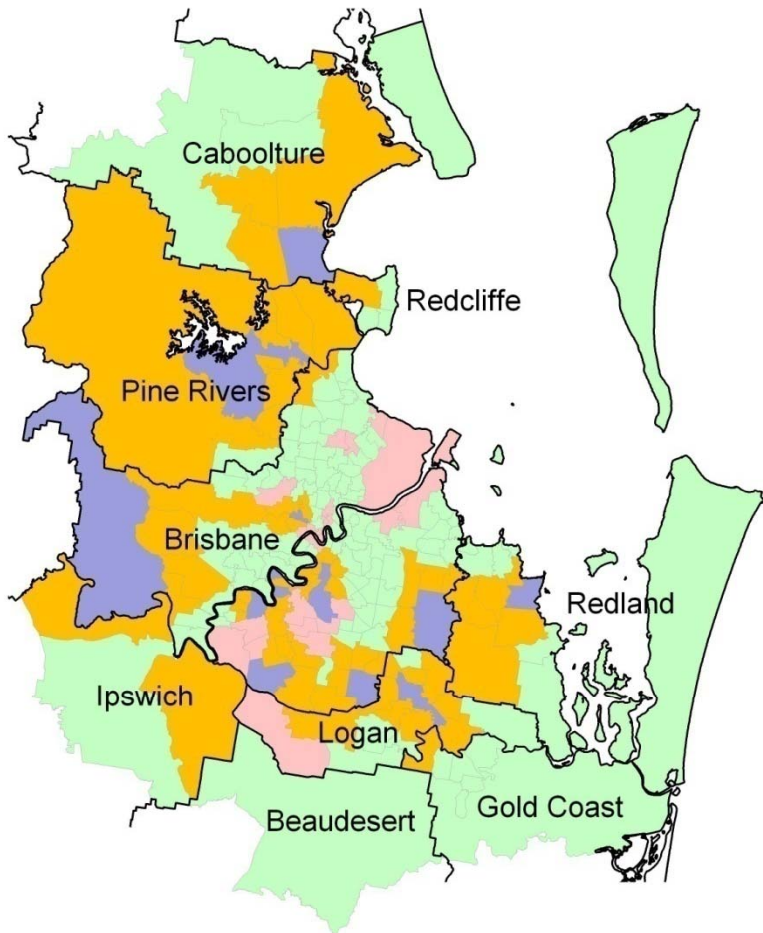 Caboolture
Redcliffe
Pine Rivers
Brisbane
Redland
Ipswich
Logan
Gold Coast
Beaudesert